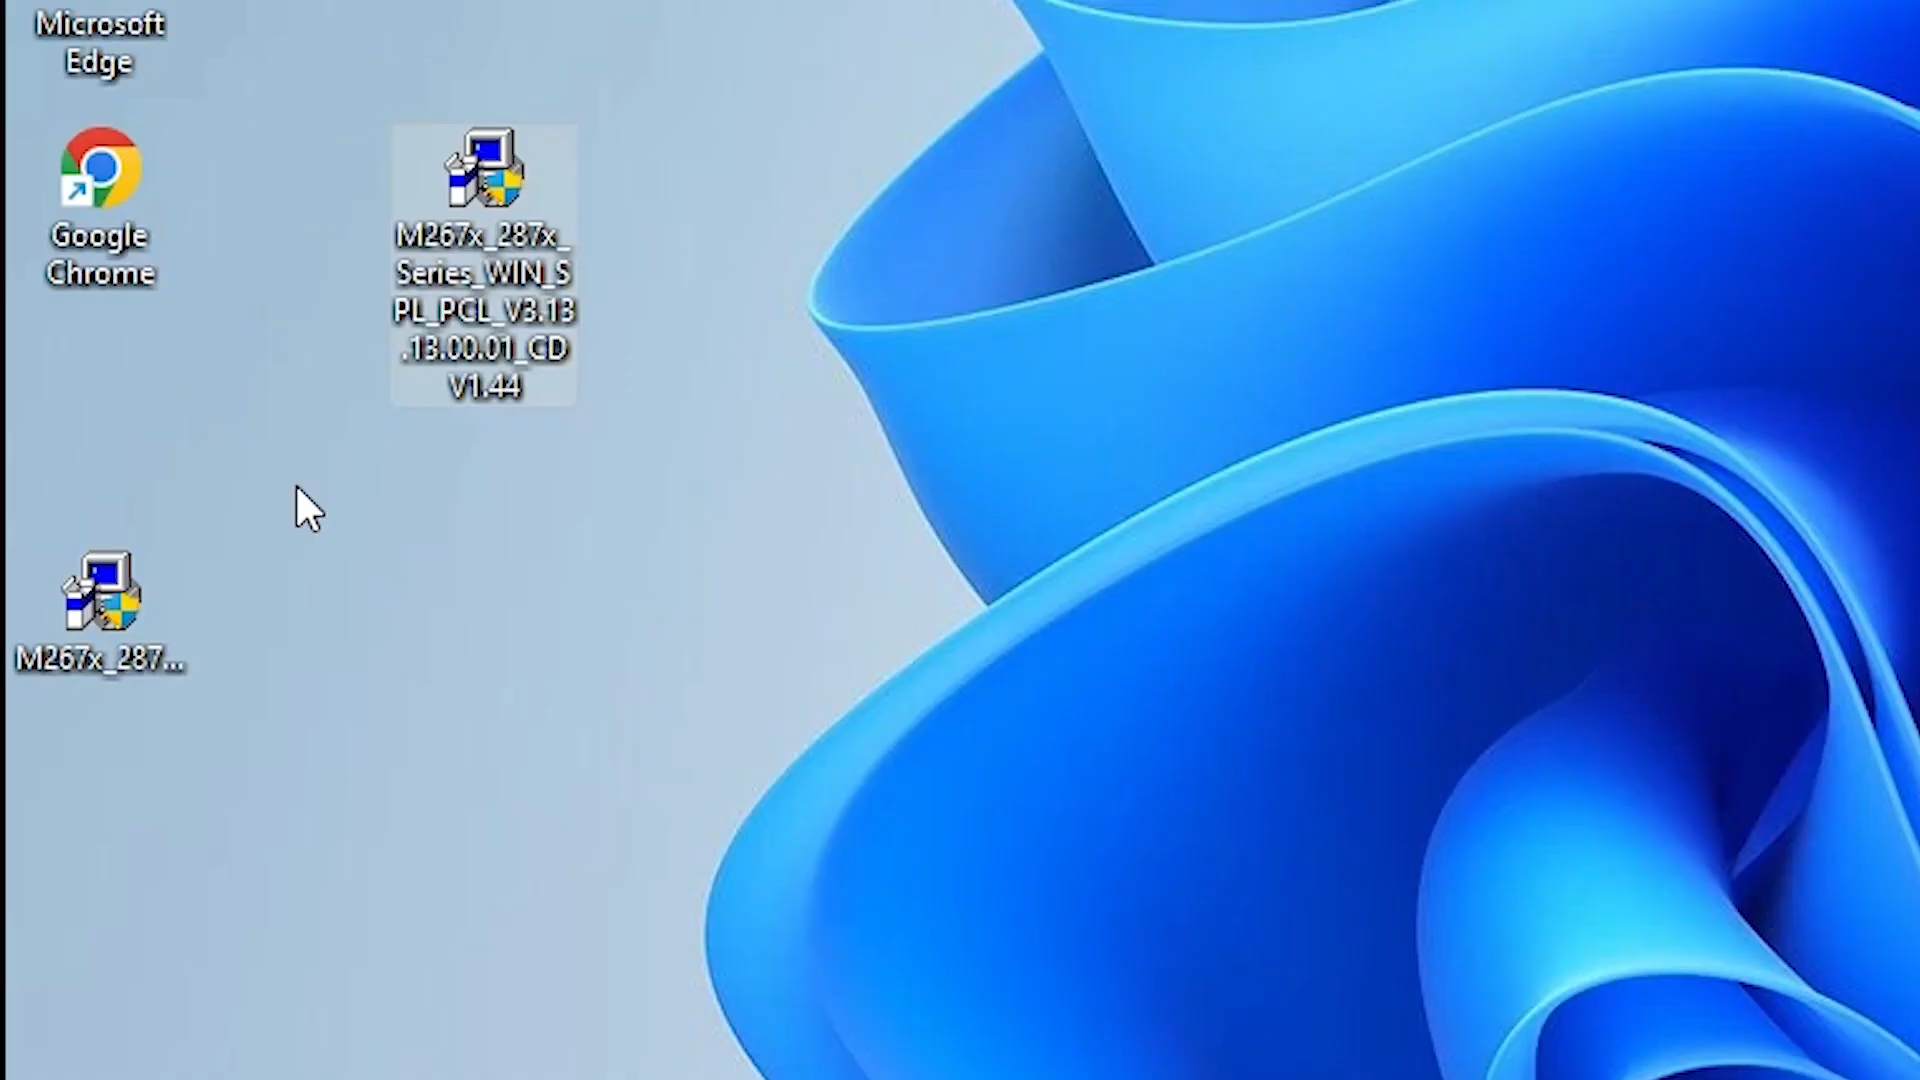 Microsoft
Edge
Google
Chrome
M267x_287x_
Series_WIN_S
PL_PCL_V3.13
.13.00.01_CD
V1.44
M267x_287...